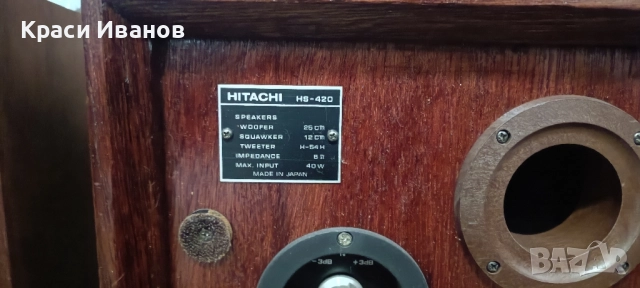 Краси Иванов
HITACHI HS-420
SPEAKERS
WOOFER 25 cm
SQUAWKER 12 cm
TWEETER H-54H
IMPEDANCE 8 Ω
MAX. INPUT 40 W
MADE IN JAPAN
-3dB +3dB
BAZAR